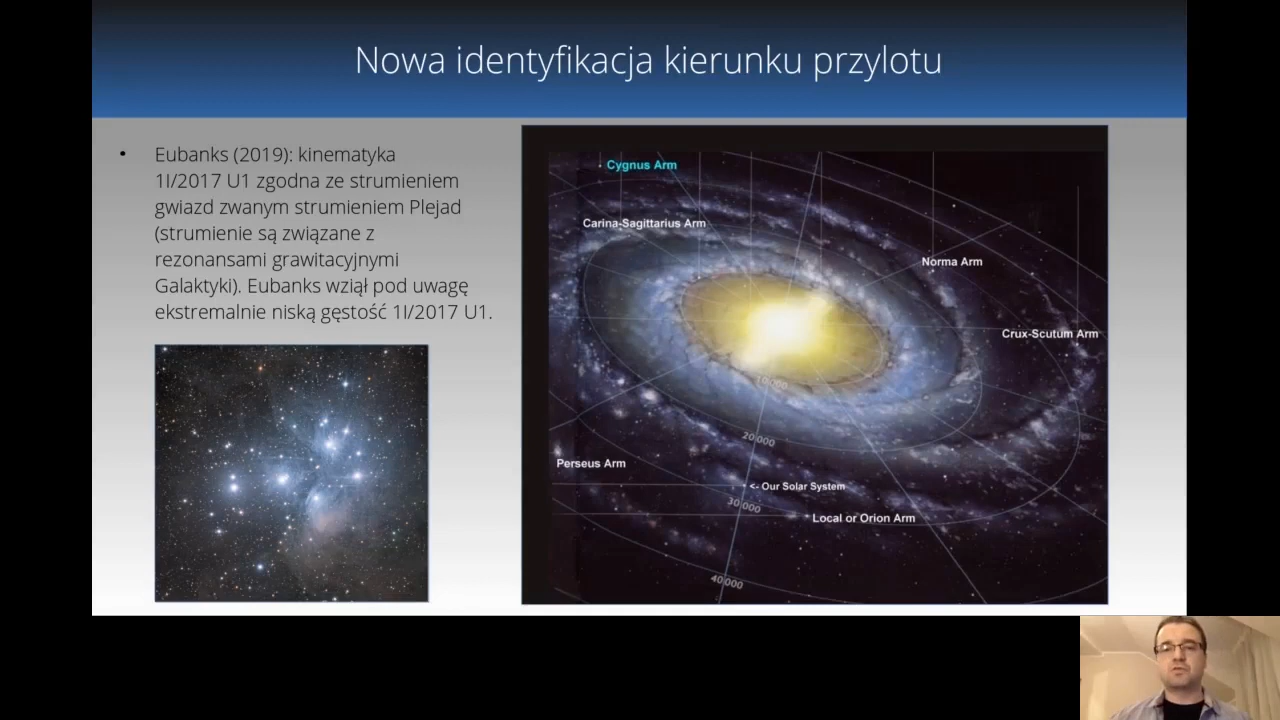 Nowa identyfikacja kierunku przylotu
• Eubanks (2019): kinematyka
1I/2017 U1 zgodna ze strumieniem
gwiazd zwanym strumieniem Plejad
(strumienie są związane z
rezonansami grawitacyjnymi
Galaktyki). Eubanks wziął pod uwagę
ekstremalnie niską gęstość 1I/2017 U1.
Cygnus Arm
Carina-Sagittarius Arm
Norma Arm
Crux-Scutum Arm
10 000
20 000
Perseus Arm
<- Our Solar System
30 000
Local or Orion Arm
40 000